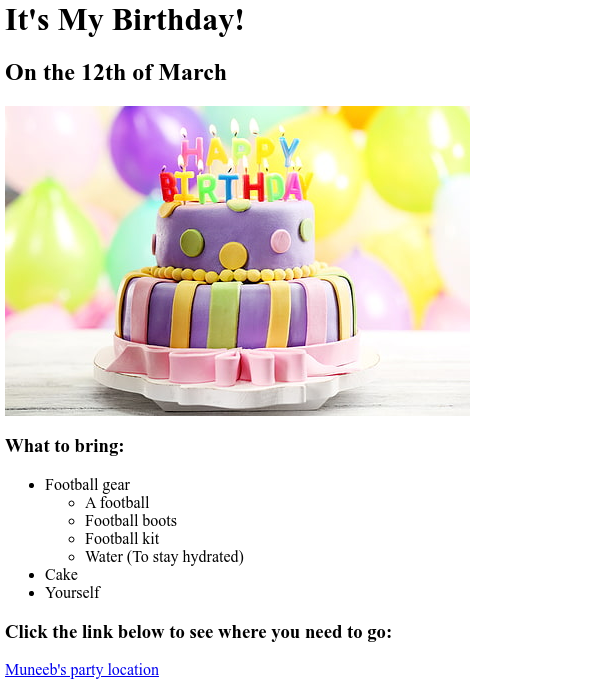 It's My Birthday!
On the 12th of March
HAPPY
BIRTHDAY
What to bring:
Football gear
A football
Football boots
Football kit
Water (To stay hydrated)
Cake
Yourself
Click the link below to see where you need to go:
Muneeb's party location